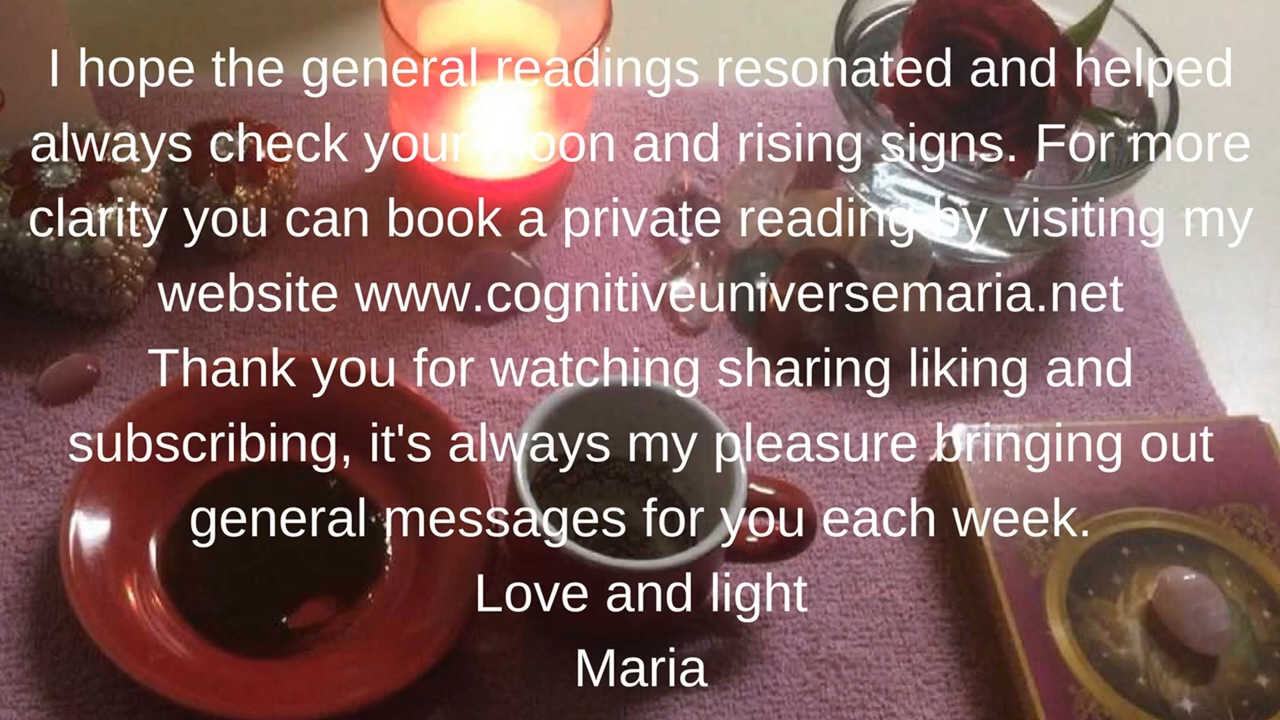 I hope the general readings resonated and helped
always check your moon and rising signs. For more
clarity you can book a private reading by visiting my
website www.cognitiveuniversemaria.net
Thank you for watching sharing liking and
subscribing, it's always my pleasure bringing out
general messages for you each week.
Love and light
Maria